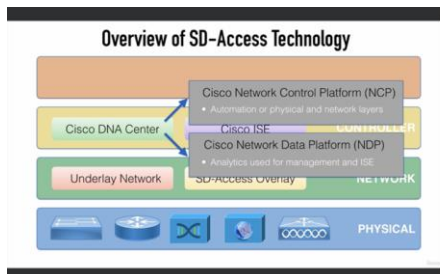 Overview of SD-Access Technology
Cisco Network Control Platform (NCP)
• Automation or physical and network layers
Cisco DNA Center
Cisco ISE
CONTROLLER
Cisco Network Data Platform (NDP)
• Analytics used for management and ISE
Underlay Network
SD-Access Overlay
NETWORK
PHYSICAL